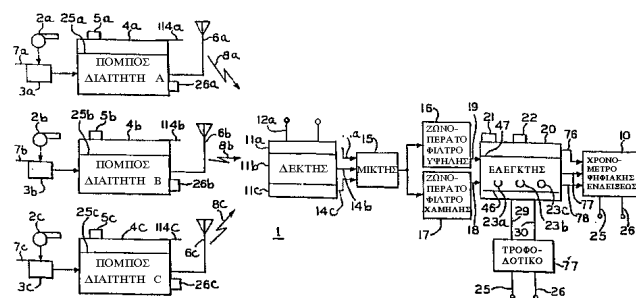 2a 25a 5a 4a 114a 6a
7a ΠΟΜΠΟΣ ΔΙΑΙΤΗΤΗ A 8a
3a 26a
2b 25b 5b 4b 114b 6b
7b ΠΟΜΠΟΣ ΔΙΑΙΤΗΤΗ B 8b
3b 26b
2c 25c 5c 4c 114c 6c 8c
7c ΠΟΜΠΟΣ ΔΙΑΙΤΗΤΗ C
3c 26c
12a
11a
11b ΔΕΚΤΗΣ
11c
14c 14b
1
15
ΜΙΚΤΗΣ
16 19
ΖΩΝΟ-
ΠΕΡΑΤΟ
ΦΙΛΤΡΟ
ΥΨΗΛΗΣ
ΖΩΝΟ-
ΠΕΡΑΤΟ
ΦΙΛΤΡΟ
ΧΑΜΗΛΗΣ
17 18
21 22 20
47 76
ΕΛΕΓΚΤΗΣ
46 23a 23b 23c 78 77
29
30
10
ΧΡΟΝΟ-
ΜΕΤΡΟ
ΨΗΦΙΑΚΗΣ
ΕΝΔΕΙΞΕΩΣ
25 26
ΤΡΟΦΟ-
ΔΟΤΙΚΟ
77
25 26